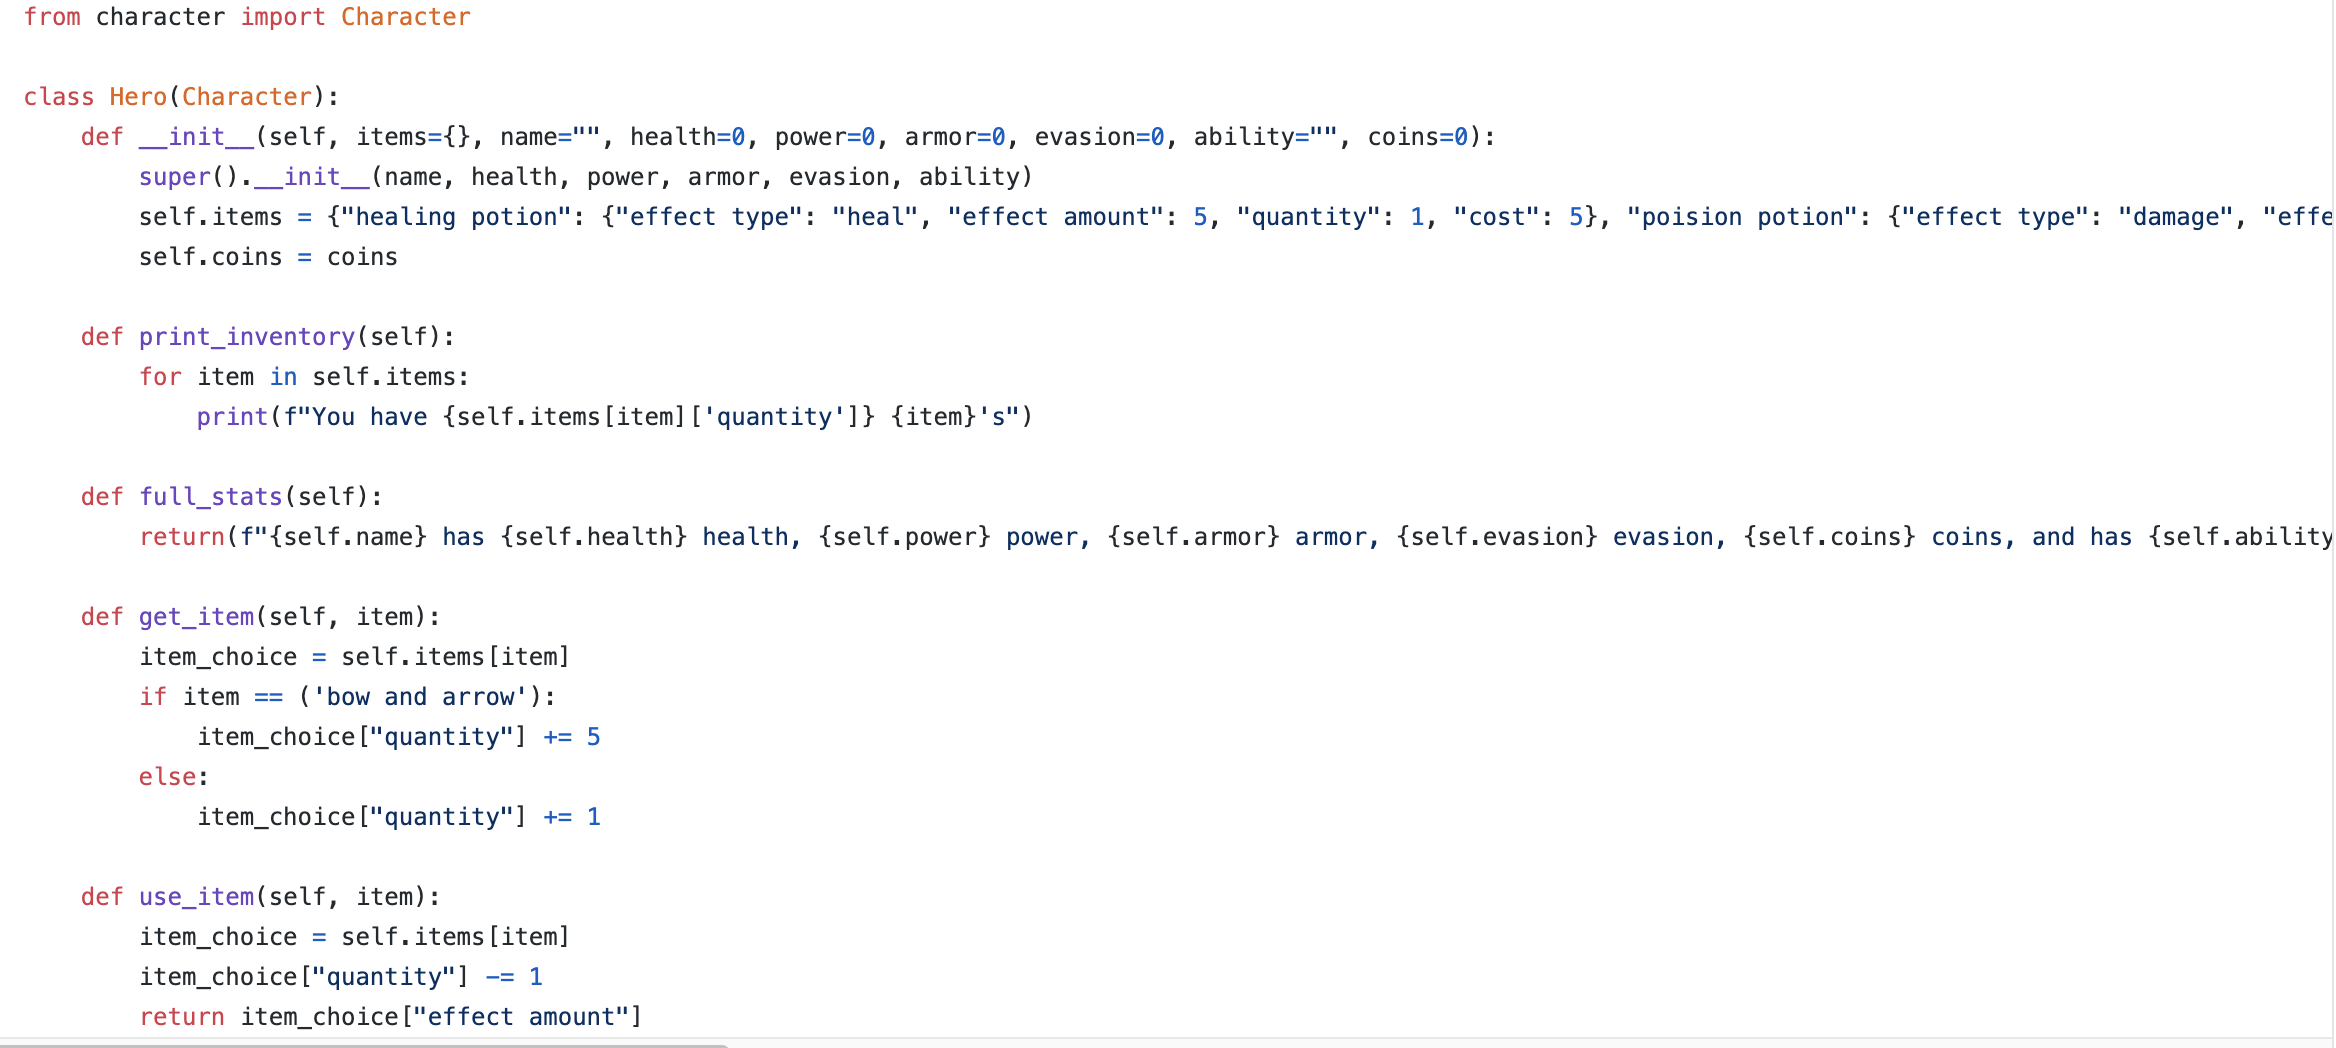 from character import Character
class Hero(Character):
def __init__(self, items={}, name="", health=0, power=0, armor=0, evasion=0, ability="", coins=0):
super().__init__(name, health, power, armor, evasion, ability)
self.items = {"healing potion": {"effect type": "heal", "effect amount": 5, "quantity": 1, "cost": 5}, "poision potion": {"effect type": "damage", "effe
self.coins = coins
def print_inventory(self):
for item in self.items:
print(f"You have {self.items[item]['quantity']} {item}'s")
def full_stats(self):
return(f"{self.name} has {self.health} health, {self.power} power, {self.armor} armor, {self.evasion} evasion, {self.coins} coins, and has {self.ability
def get_item(self, item):
item_choice = self.items[item]
if item == ('bow and arrow'):
item_choice["quantity"] += 5
else:
item_choice["quantity"] += 1
def use_item(self, item):
item_choice = self.items[item]
item_choice["quantity"] -= 1
return item_choice["effect amount"]